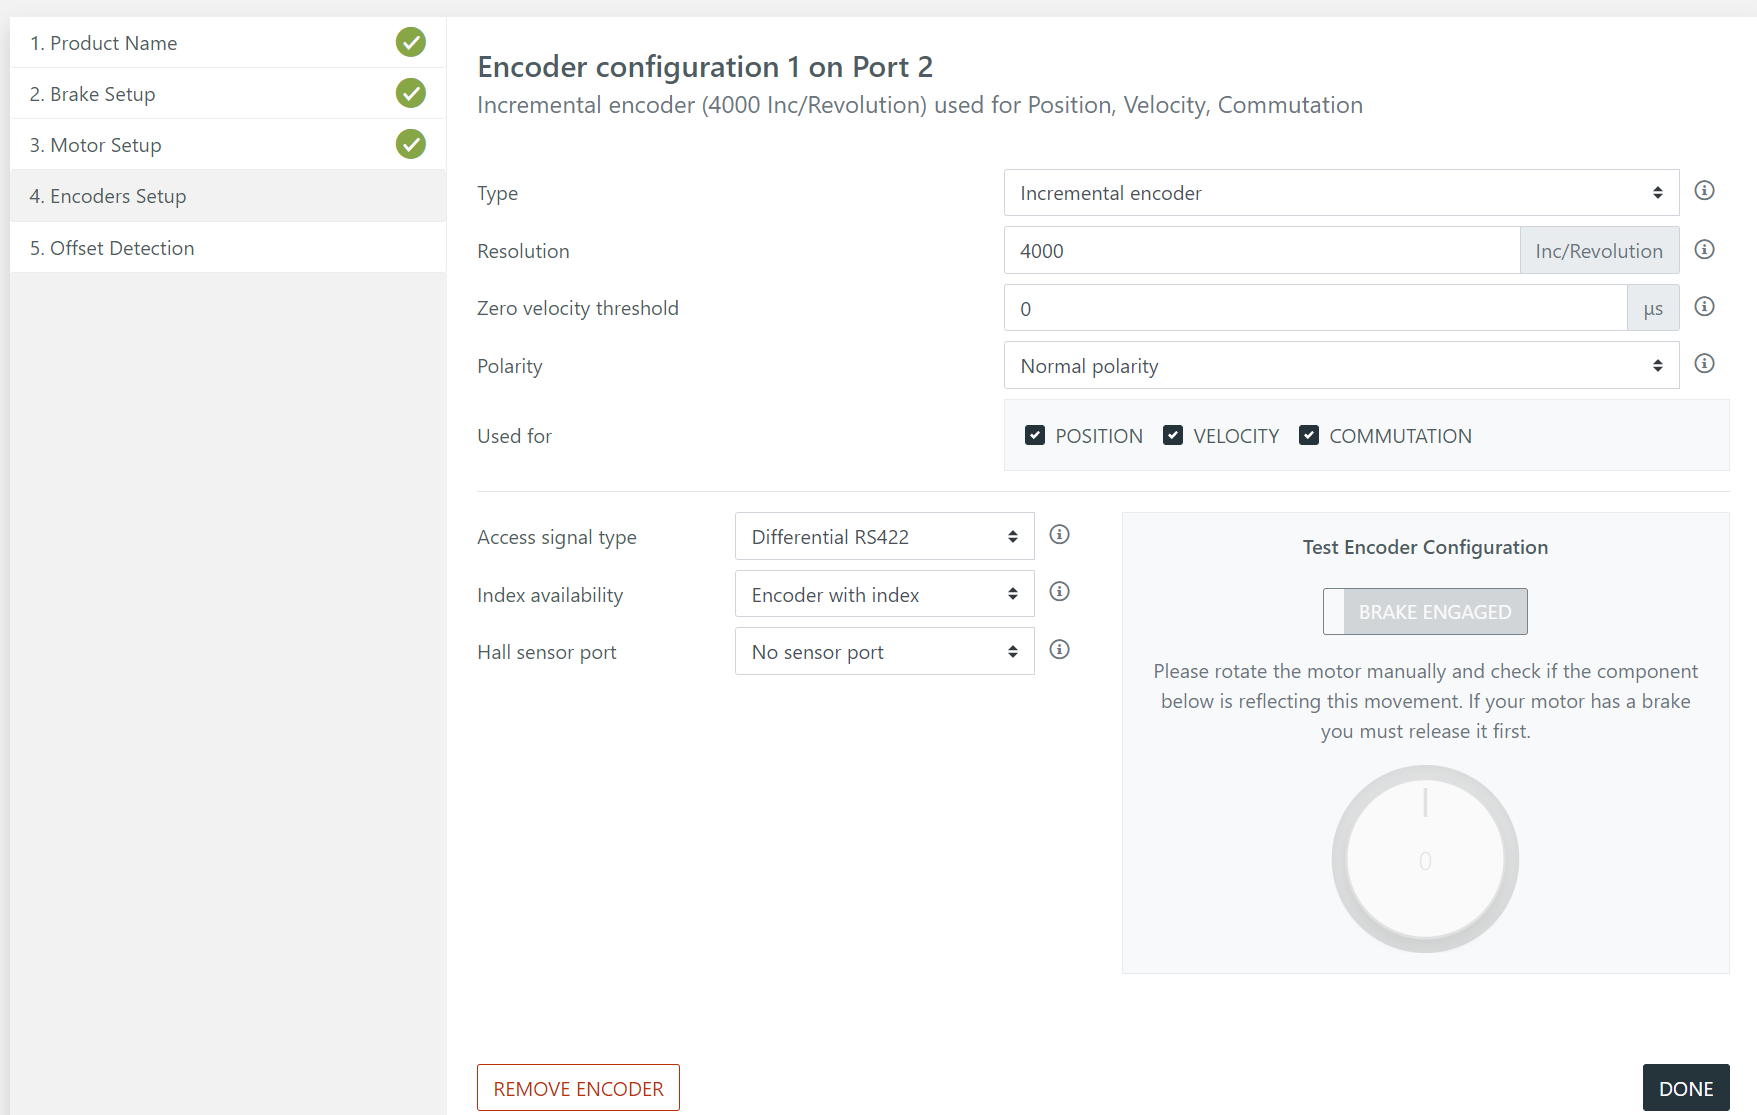 1. Product Name
2. Brake Setup
3. Motor Setup
4. Encoders Setup
5. Offset Detection
Encoder configuration 1 on Port 2
Incremental encoder (4000 Inc/Revolution) used for Position, Velocity, Commutation
Type
Incremental encoder
Resolution
4000
Inc/Revolution
Zero velocity threshold
0
µs
Polarity
Normal polarity
Used for
POSITION
VELOCITY
COMMUTATION
Access signal type
Differential RS422
Index availability
Encoder with index
Hall sensor port
No sensor port
Test Encoder Configuration
BRAKE ENGAGED
Please rotate the motor manually and check if the component
below is reflecting this movement. If your motor has a brake
you must release it first.
0
REMOVE ENCODER
DONE